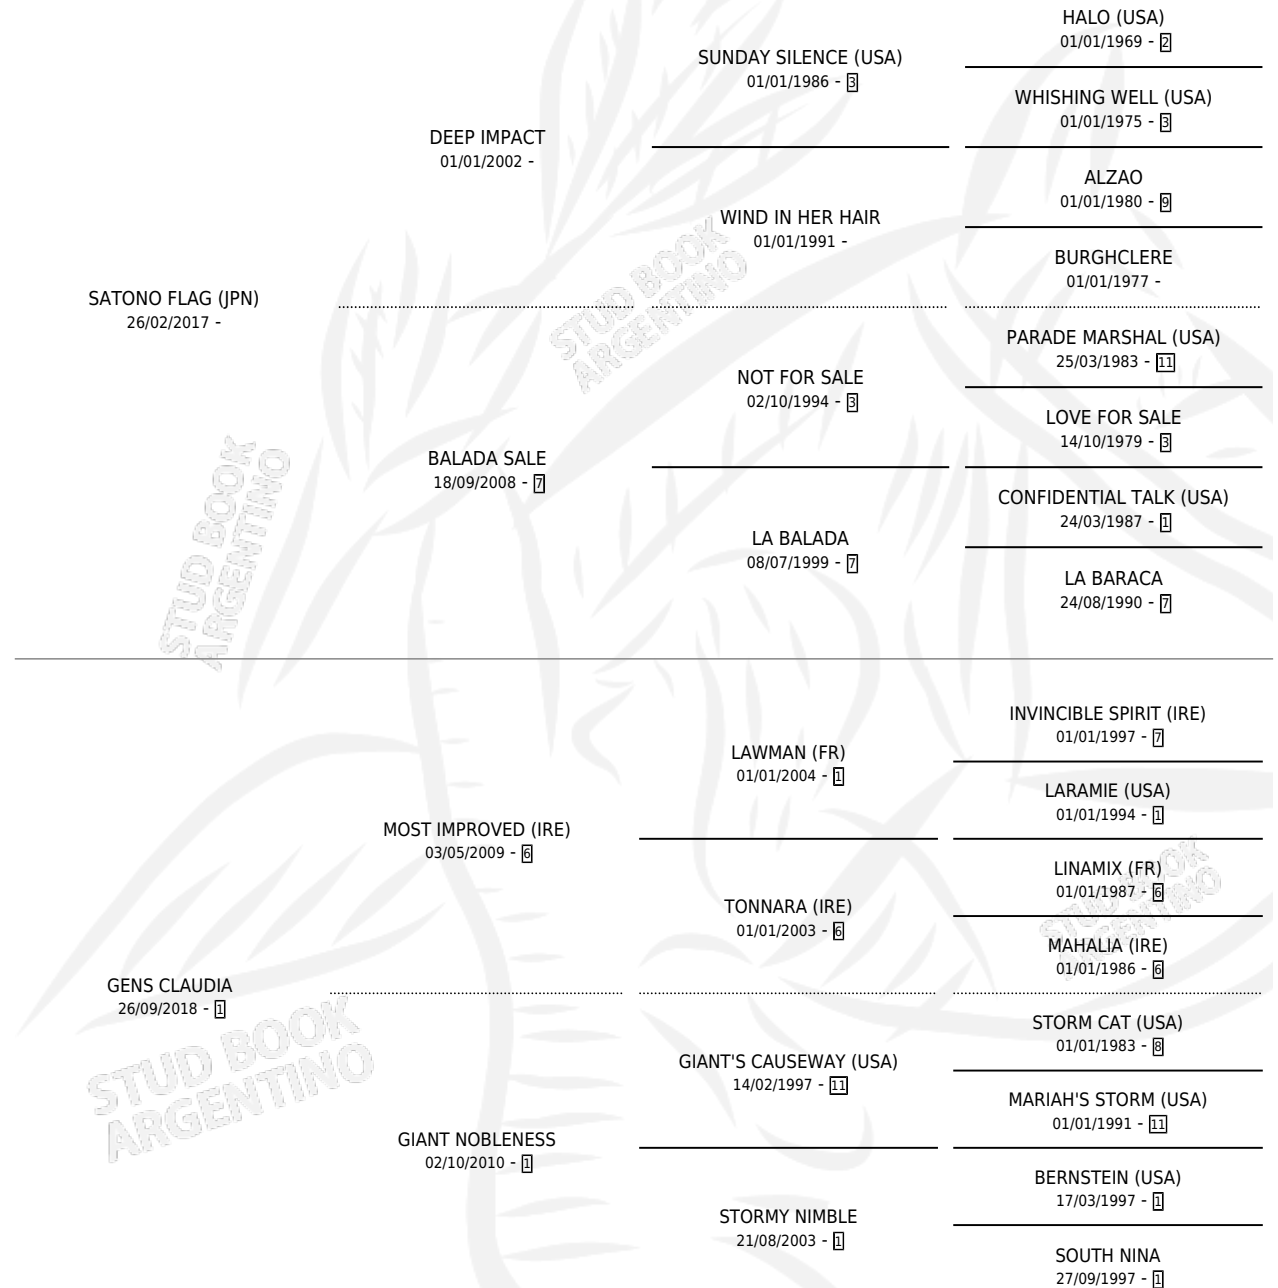 HALO (USA)
01/01/1969 - 2
SUNDAY SILENCE (USA)
01/01/1986 - 3
WHISHING WELL (USA)
01/01/1975 - 3
DEEP IMPACT
01/01/2002 -
ALZAO
01/01/1980 - 9
WIND IN HER HAIR
01/01/1991 -
BURGHCLERE
01/01/1977 -
SATONO FLAG (JPN)
26/02/2017 -
STUD BOOK
ARGENTINO
PARADE MARSHAL (USA)
25/03/1983 - 11
NOT FOR SALE
02/10/1994 - 3
LOVE FOR SALE
14/10/1979 - 3
BALADA SALE
18/09/2008 - 7
CONFIDENTIAL TALK (USA)
24/03/1987 - 1
LA BALADA
08/07/1999 - 7
LA BARACA
24/08/1990 - 7
STUD BOOK
ARGENTINO
INVINCIBLE SPIRIT (IRE)
01/01/1997 - 7
LAWMAN (FR)
01/01/2004 - 1
LARAMIE (USA)
01/01/1994 - 1
MOST IMPROVED (IRE)
03/05/2009 - 6
LINAMIX (FR)
01/01/1987 - 6
TONNARA (IRE)
01/01/2003 - 6
MAHALIA (IRE)
01/01/1986 - 6
STUD BOOK
ARGENTINO
GENS CLAUDIA
26/09/2018 - 1
STORM CAT (USA)
01/01/1983 - 8
GIANT'S CAUSEWAY (USA)
14/02/1997 - 11
MARIAH'S STORM (USA)
01/01/1991 - 11
STUD BOOK
ARGENTINO
GIANT NOBLENESS
02/10/2010 - 1
BERNSTEIN (USA)
17/03/1997 - 1
STORMY NIMBLE
21/08/2003 - 1
SOUTH NINA
27/09/1997 - 1